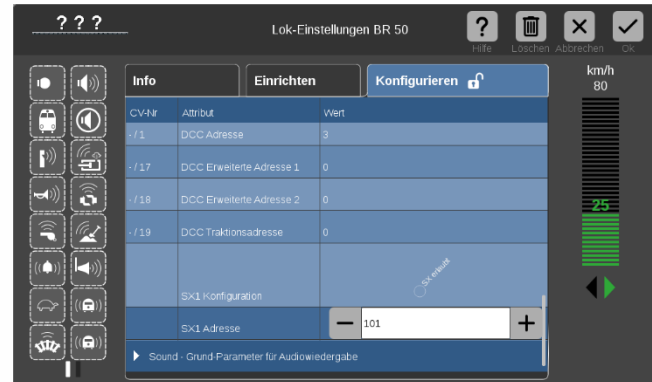 ? ? ?
Lok-Einstellungen BR 50
?
Hilfe
Löschen
Abbrechen
Ok
Info
Einrichten
Konfigurieren
km/h
80
CV-Nr Attribut Wert
- / 1 DCC Adresse 3
- / 17 DCC Erweiterte Adresse 1 0
- / 18 DCC Erweiterte Adresse 2 0
- / 19 DCC Traktionsadresse 0
SX erlaubt
SX1 Konfiguration
SX1 Adresse 101
Sound - Grund-Parameter für Audiowiedergabe
25